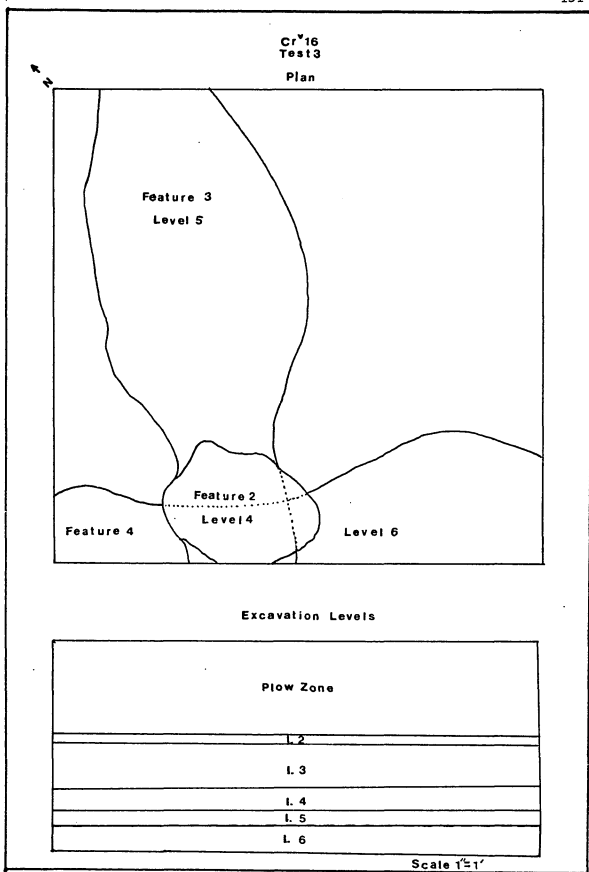 Crv16
Test3
Plan
N
Feature 3
Level 5
Feature 2
Level 4
Feature 4
Level 6
Excavation Levels
Plow Zone
L 2
l. 3
l. 4
l. 5
l. 6
Scale 1"=1'